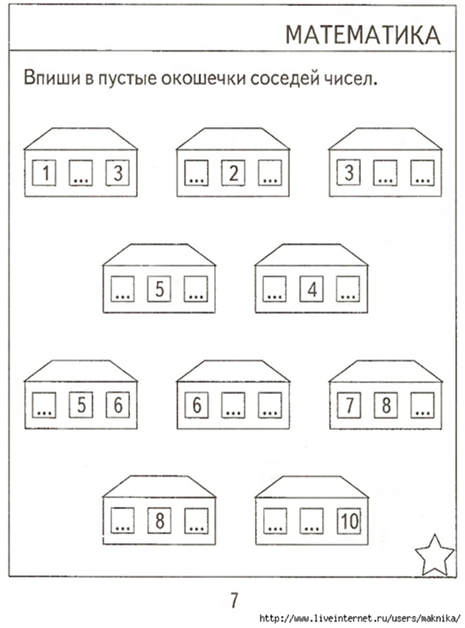 МАТЕМАТИКА
Впиши в пустые окошечки соседей чисел.
1 ... 3 ... 2 ... 3 ... ...
... 5 ... ... 4 ...
... 5 6 6 ... ... 7 8 ...
... 8 ... ... ... 10
7
http://www.liveinternet.ru/users/maknika/